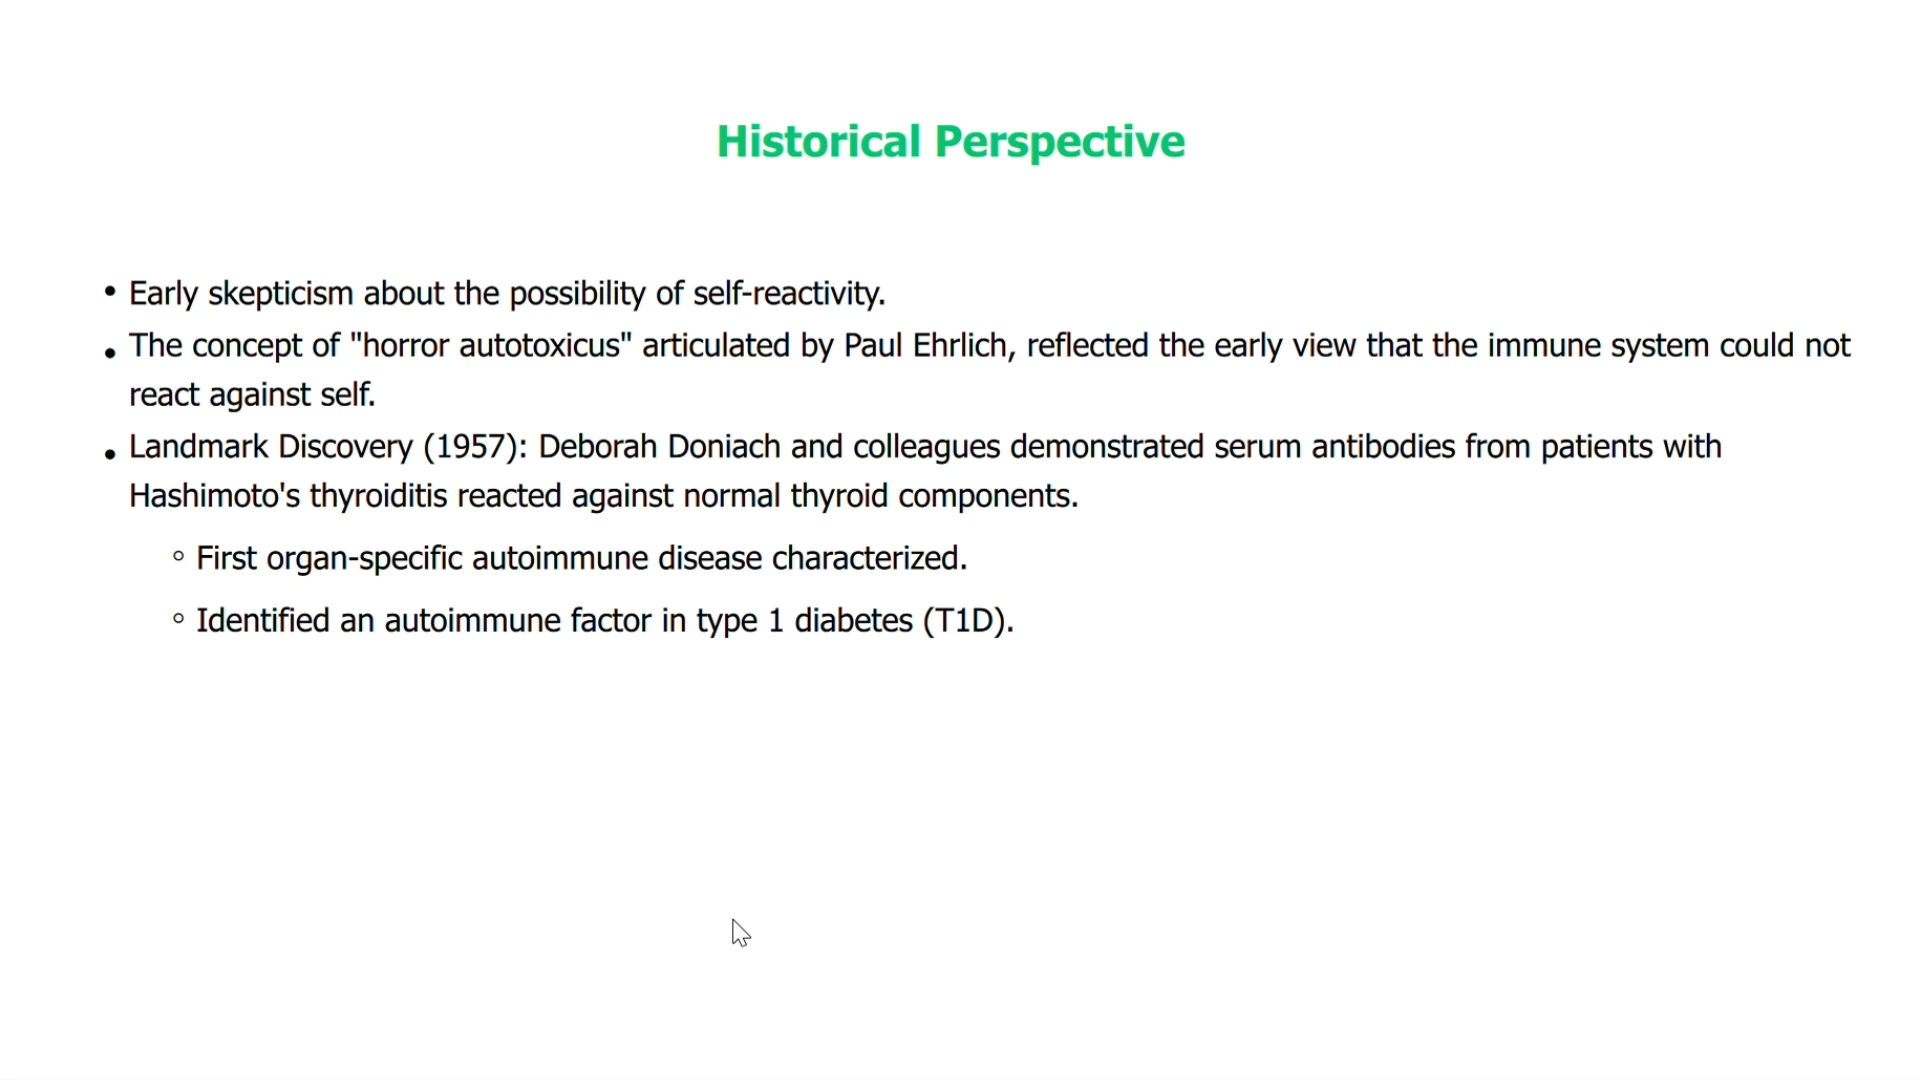 Historical Perspective
• Early skepticism about the possibility of self-reactivity.
• The concept of "horror autotoxicus" articulated by Paul Ehrlich, reflected the early view that the immune system could not
react against self.
• Landmark Discovery (1957): Deborah Doniach and colleagues demonstrated serum antibodies from patients with
Hashimoto's thyroiditis reacted against normal thyroid components.
◦ First organ-specific autoimmune disease characterized.
◦ Identified an autoimmune factor in type 1 diabetes (T1D).